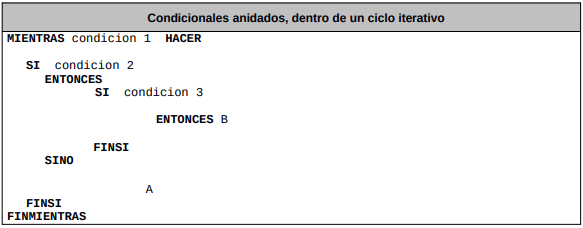 Condicionales anidados, dentro de un ciclo iterativo
MIENTRAS condicion 1 HACER
SI condicion 2
ENTONCES
SI condicion 3
ENTONCES B
FINSI
SINO
A
FINSI
FINMIENTRAS